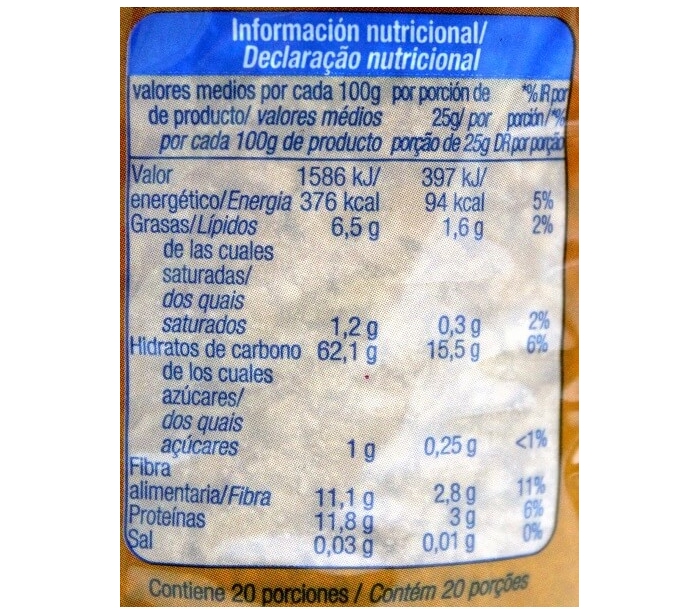 Información nutricional/
Declaração nutricional
valores medios por cada 100g por porción de *% IR por
de producto/ valores médios 25g/ por porción/*%
por cada 100g de producto porção de 25g DR por porção
Valor 1586 kJ/ 397 kJ/
energético/Energia 376 kcal 94 kcal 5%
Grasas/Lípidos 6,5 g 1,6 g 2%
de las cuales
saturadas/
dos quais
saturados 1,2 g 0,3 g 2%
Hidratos de carbono 62,1 g 15,5 g 6%
de los cuales
azúcares/
dos quais
açúcares 1 g 0,25 g <1%
Fibra
alimentaria/Fibra 11,1 g 2,8 g 11%
Proteínas 11,8 g 3 g 6%
Sal 0,03 g 0,01 g 0%
Contiene 20 porciones / Contém 20 porções